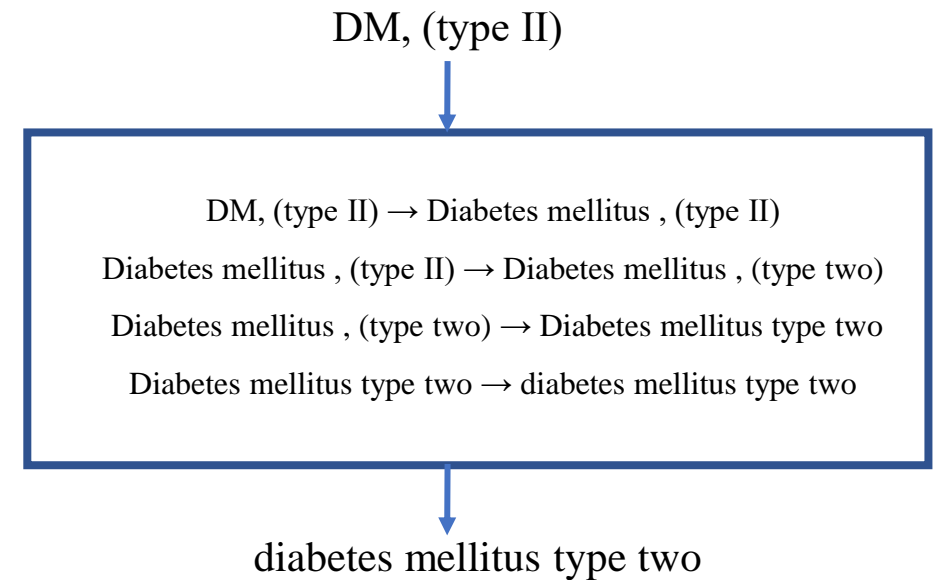 DM, (type II)
DM, (type II) → Diabetes mellitus , (type II)
Diabetes mellitus , (type II) → Diabetes mellitus , (type two)
Diabetes mellitus , (type two) → Diabetes mellitus type two
Diabetes mellitus type two → diabetes mellitus type two
diabetes mellitus type two